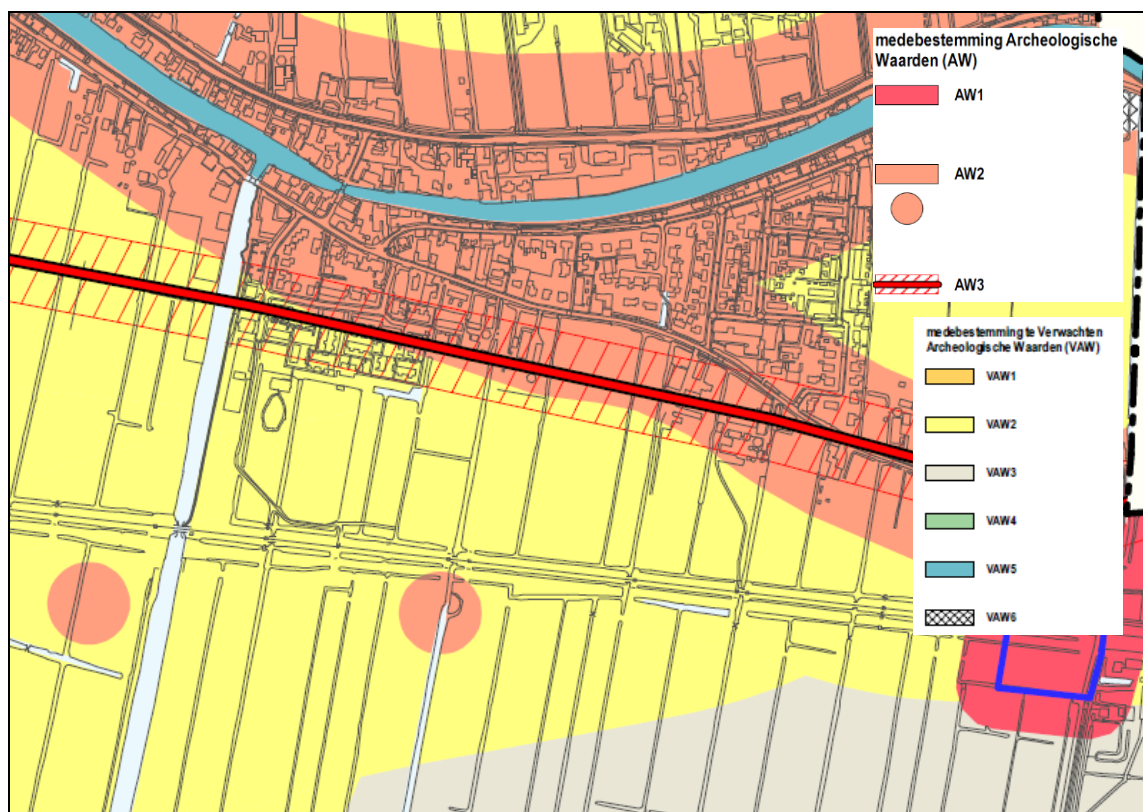 medebestemming Archeologische
Waarden (AW)
AW1
AW2
AW3
medebestemming te Verwachten
Archeologische Waarden (VAW)
VAW1
VAW2
VAW3
VAW4
VAW5
VAW6